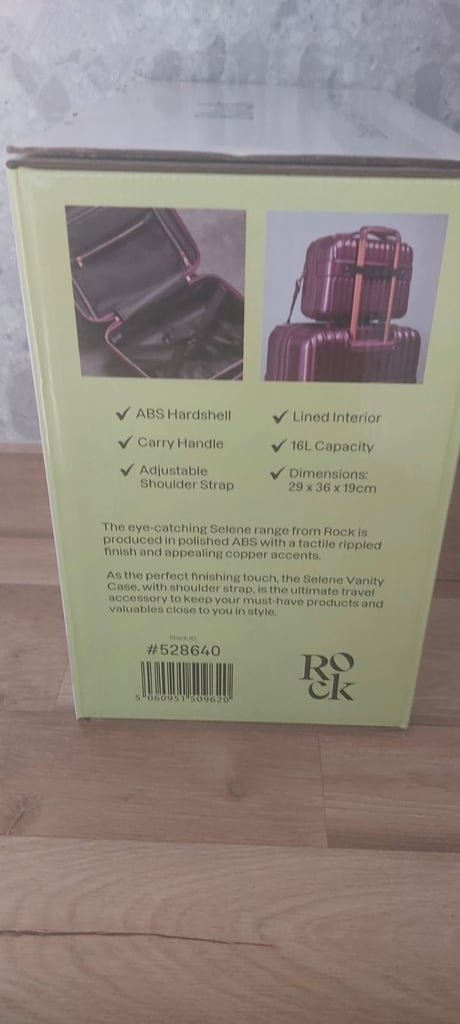 ✓ ABS Hardshell
✓ Lined Interior
✓ Carry Handle
✓ 16L Capacity
✓ Adjustable
Shoulder Strap
✓ Dimensions:
29 x 36 x 19cm
The eye-catching Selene range from Rock is
produced in polished ABS with a tactile rippled
finish and appealing copper accents.
As the perfect finishing touch, the Selene Vanity
Case, with shoulder strap, is the ultimate travel
accessory to keep your must-have products and
valuables close to you in style.
Stock ID:
#528640
5 060951 509620
Ro
ck